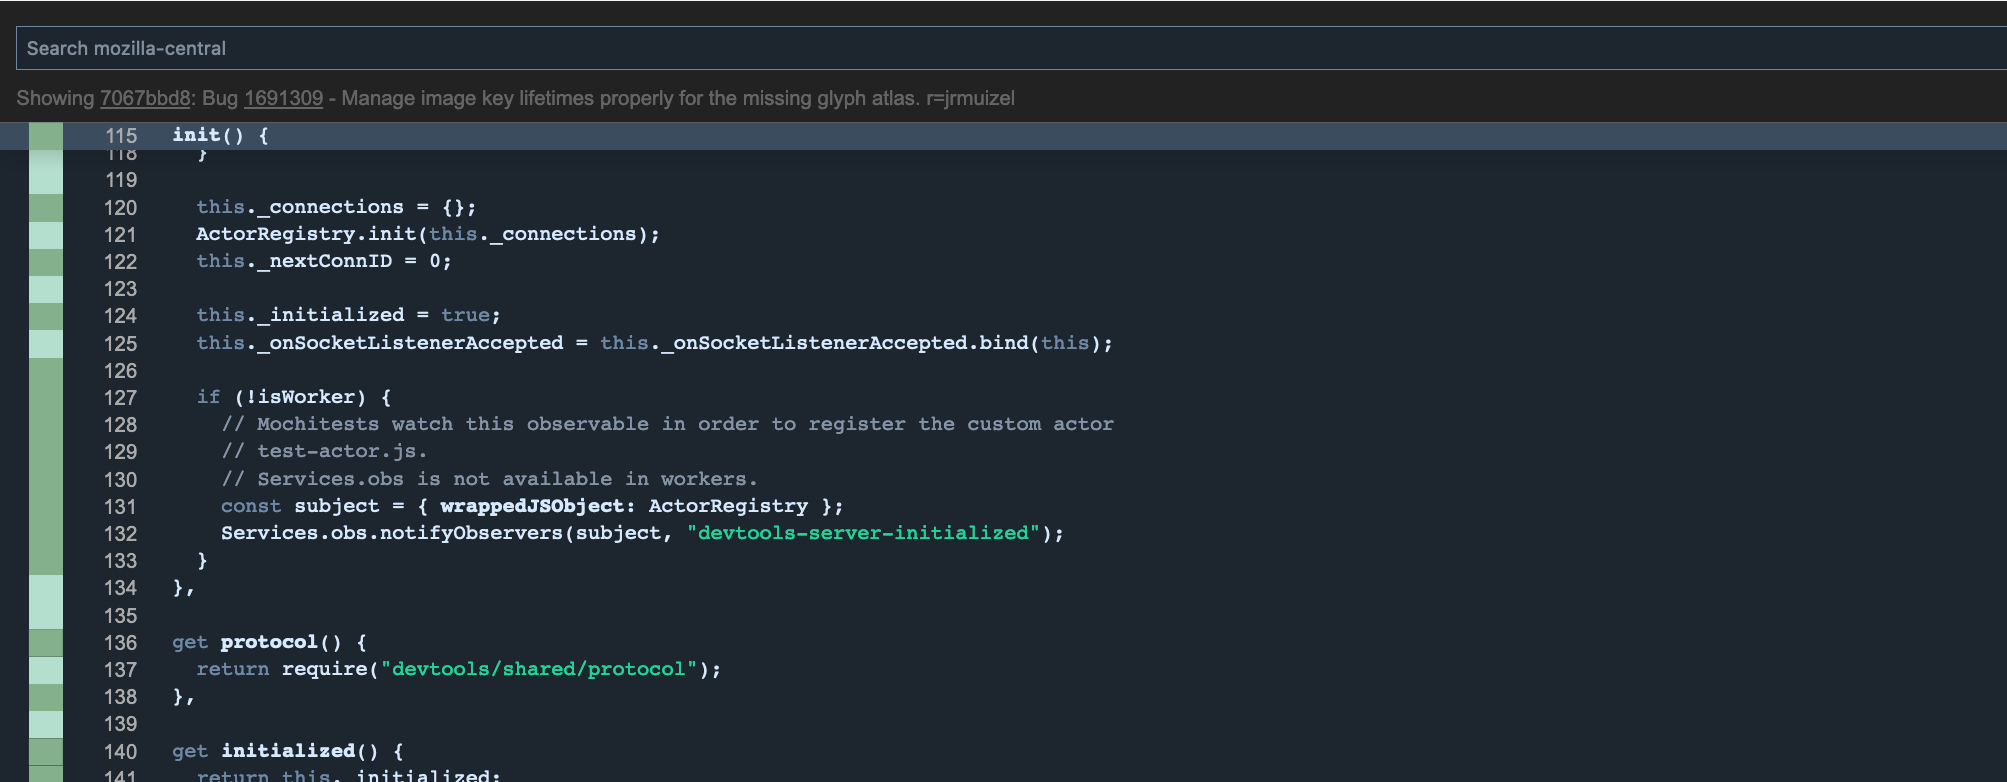 Search mozilla-central
Showing 7067bbd8: Bug 1691309 - Manage image key lifetimes properly for the missing glyph atlas. r=jrmuizel
115 init() {
118 }
119
120 this._connections = {};
121 ActorRegistry.init(this._connections);
122 this._nextConnID = 0;
123
124 this._initialized = true;
125 this._onSocketListenerAccepted = this._onSocketListenerAccepted.bind(this);
126
127 if (!isWorker) {
128 // Mochitests watch this observable in order to register the custom actor
129 // test-actor.js.
130 // Services.obs is not available in workers.
131 const subject = { wrappedJSObject: ActorRegistry };
132 Services.obs.notifyObservers(subject, "devtools-server-initialized");
133 }
134 },
135
136 get protocol() {
137 return require("devtools/shared/protocol");
138 },
139
140 get initialized() {
141 return this._initialized;